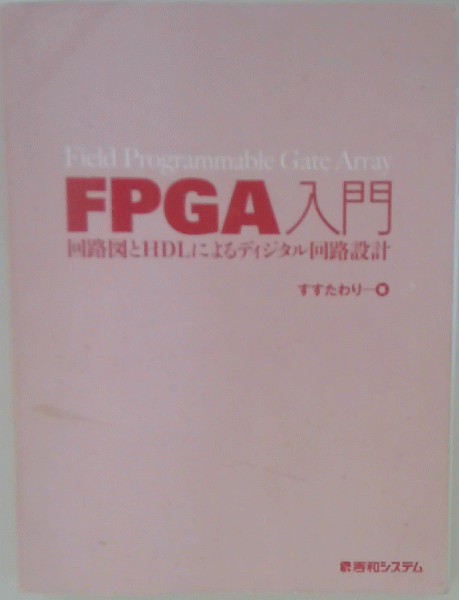 Field Programmable Gate Array
FPGA入門
回路図とHDLによるディジタル回路設計
すすたわり—●著
秀和システム